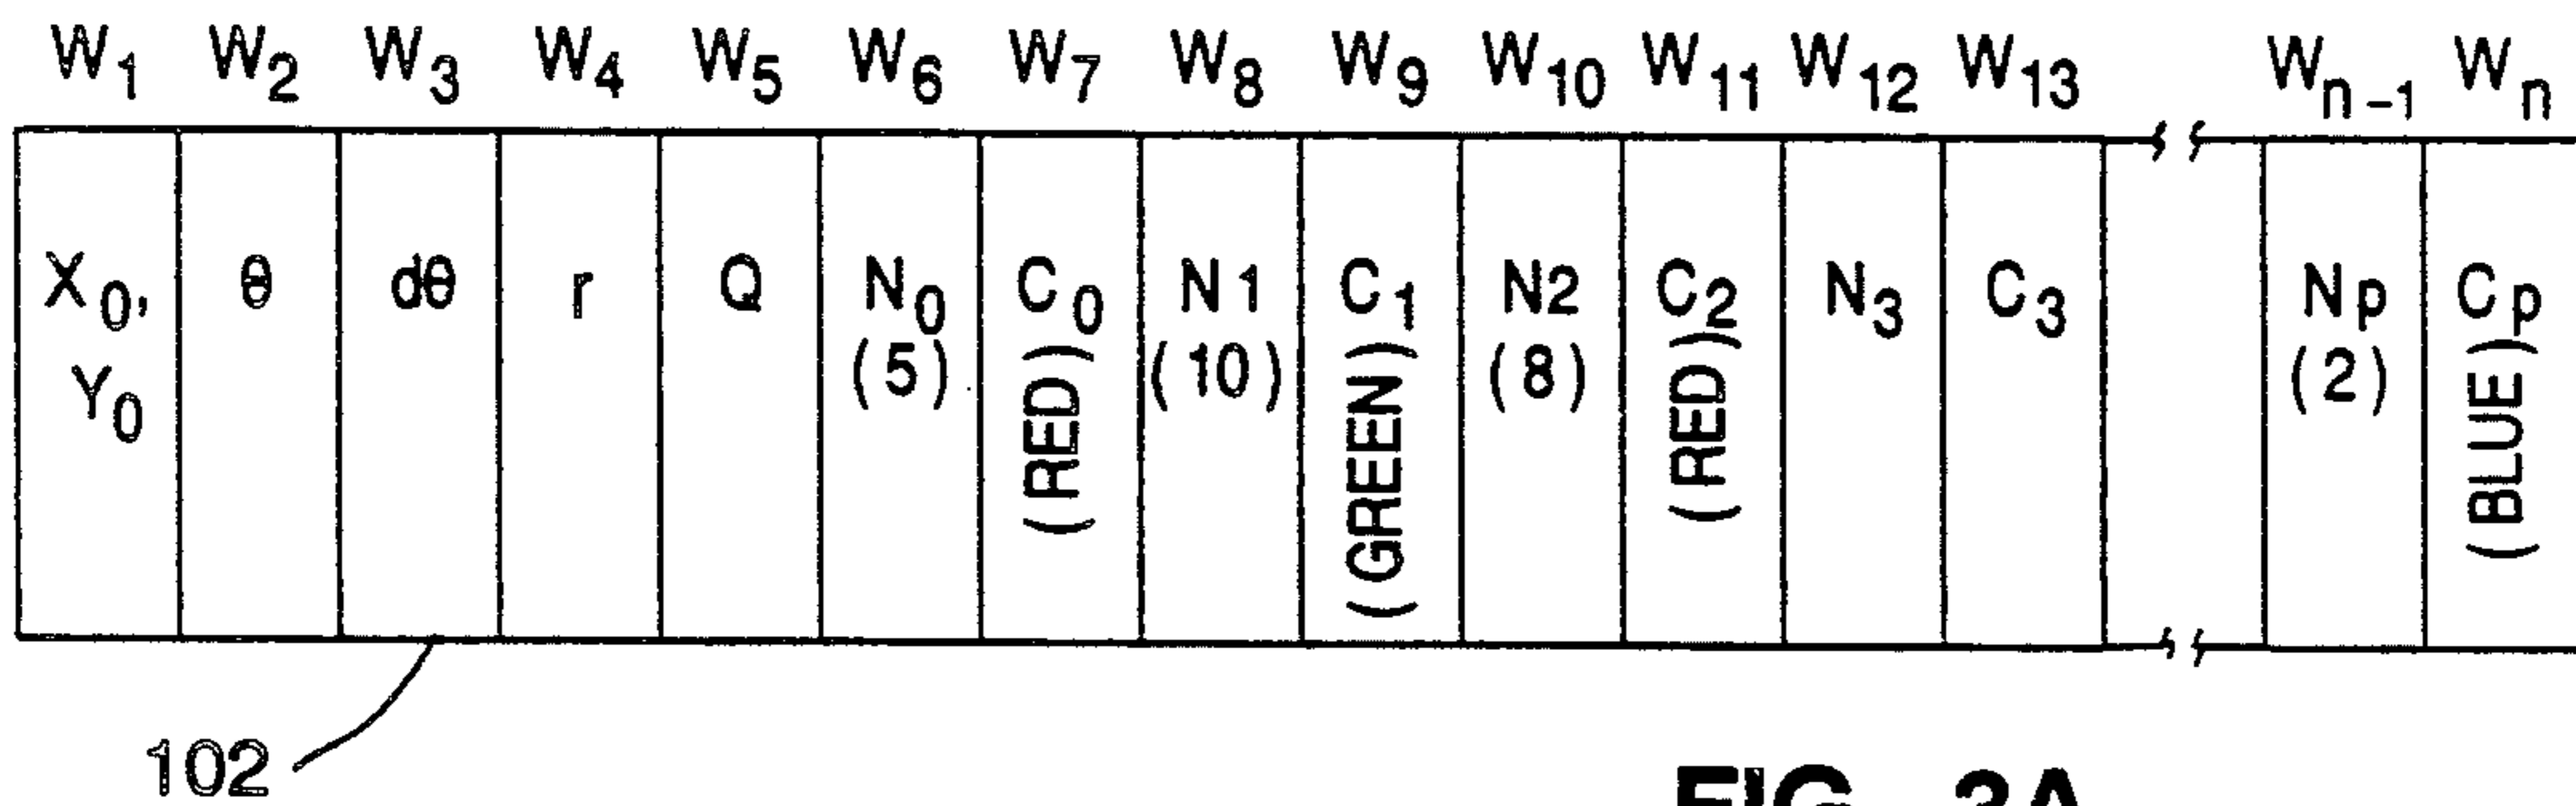 W1 W2 W3 W4 W5 W6 W7 W8 W9 W10 W11 W12 W13 Wn-1 Wn
X0, θ dθ r Q N0 C0 N1 C1 N2 C2 N3 C3 Np Cp
Y0 (5) (RED) (10) (GREEN) (8) (RED) (2) (BLUE)
102
FIG. 3A